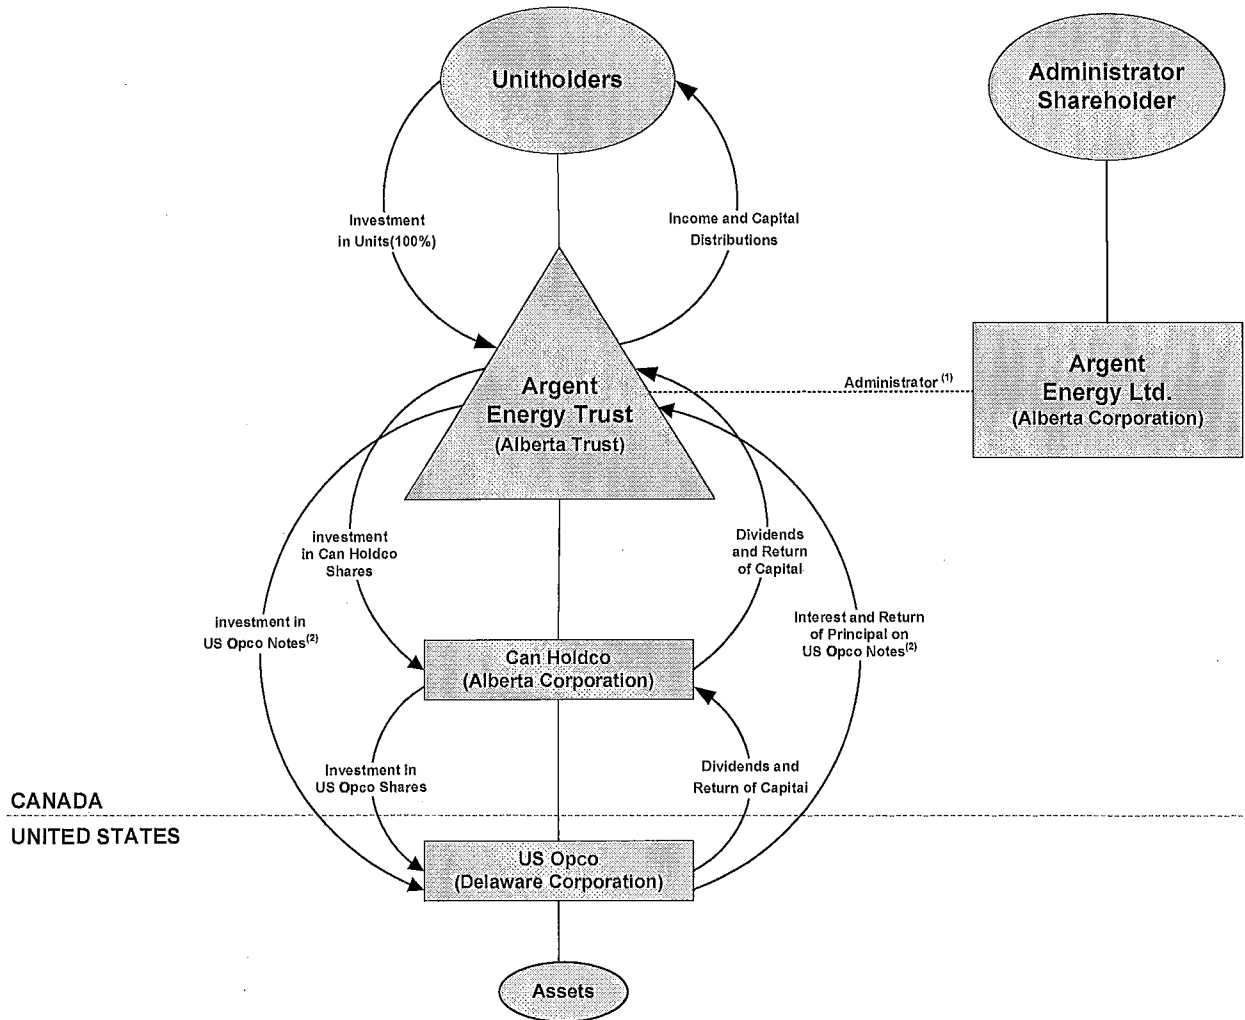 Unitholders
Administrator
Shareholder
Investment
in Units(100%)
Income and Capital
Distributions
Argent
Energy Trust
(Alberta Trust)
Administrator (1)
Argent
Energy Ltd.
(Alberta Corporation)
investment
in Can Holdco
Shares
Dividends
and Return
of Capital
investment in
US Opco Notes(2)
Interest and Return
of Principal on
US Opco Notes(2)
Can Holdco
(Alberta Corporation)
Investment In
US Opco Shares
Dividends and
Return of Capital
CANADA
UNITED STATES
US Opco
(Delaware Corporation)
Assets